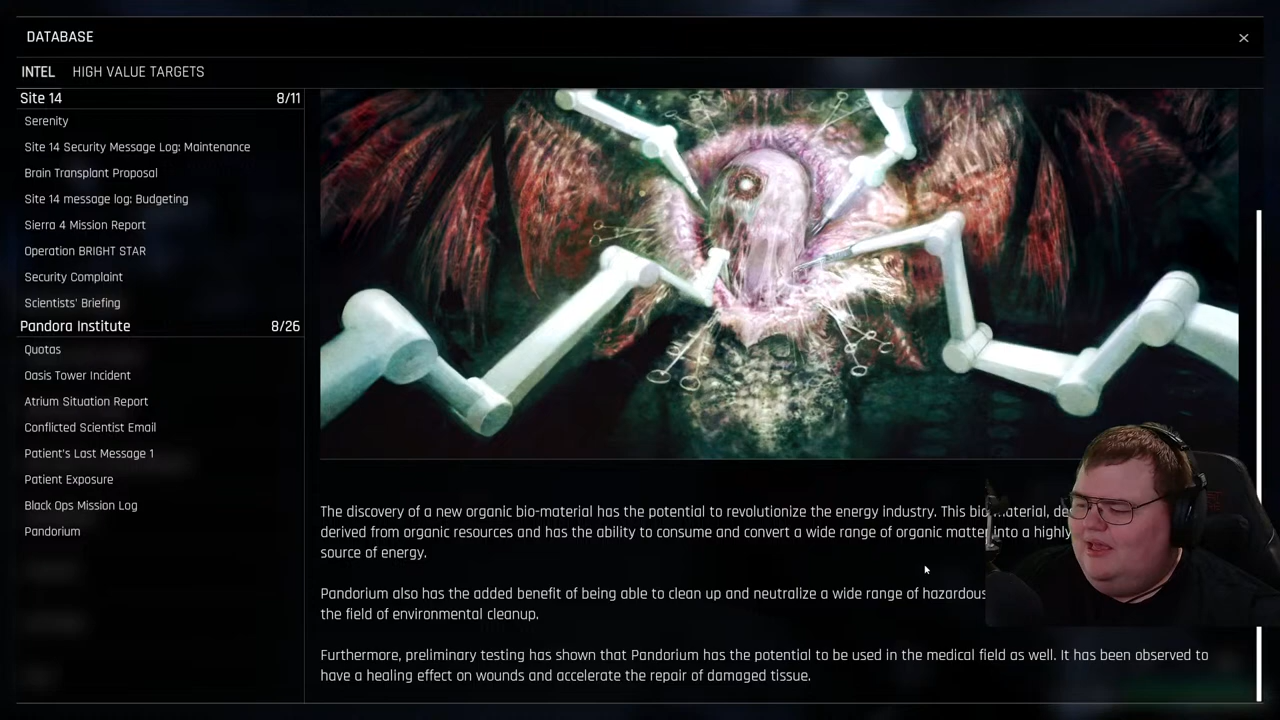 DATABASE
INTEL HIGH VALUE TARGETS
Site 14 8/11
Serenity
Site 14 Security Message Log: Maintenance
Brain Transplant Proposal
Site 14 message log: Budgeting
Sierra 4 Mission Report
Operation BRIGHT STAR
Security Complaint
Scientists' Briefing
Pandora Institute 8/26
Quotas
Oasis Tower Incident
Atrium Situation Report
Conflicted Scientist Email
Patient's Last Message 1
Patient Exposure
Black Ops Mission Log
Pandorium
The discovery of a new organic bio-material has the potential to revolutionize the energy industry. This
derived from organic resources and has the ability to consume and convert a wide range of organic matter into a highly
source of energy.
Pandorium also has the added benefit of being able to clean up and neutralize a wide range of hazardous
the field of environmental cleanup.
Furthermore, preliminary testing has shown that Pandorium has the potential to be used in the medical field as well. It has been observed to
have a healing effect on wounds and accelerate the repair of damaged tissue.